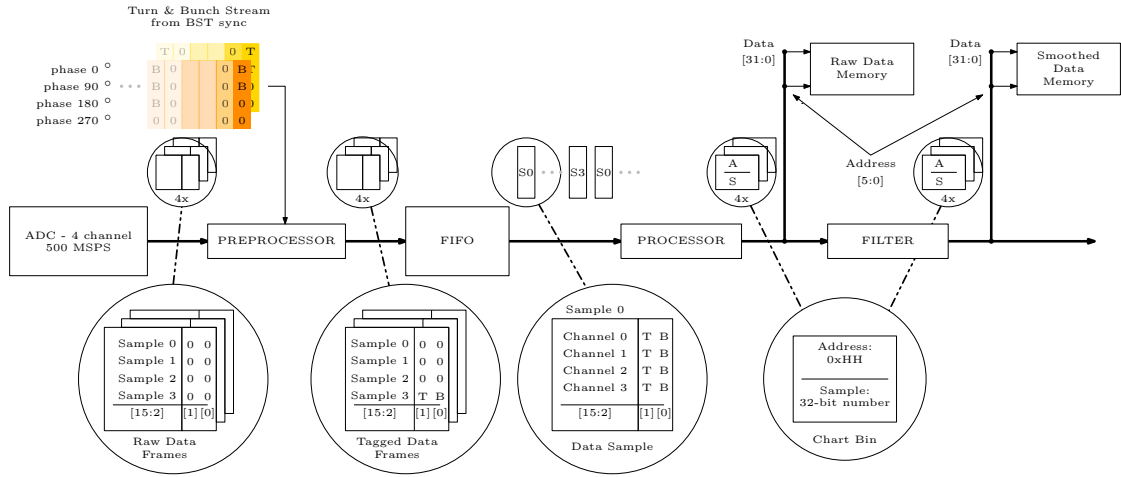 Turn & Bunch Stream
from BST sync
T 0 0 T
phase 0 ° B 0 0 B
phase 90 ° B 0 0 B
phase 180 ° B 0 0 0
phase 270 ° 0 0 0 0
Data
[31:0]
Raw Data
Memory
Data
[31:0]
Smoothed
Data
Memory
Address
[5:0]
4x
4x
S0
S3
S0
A
S
4x
A
S
4x
ADC - 4 channel
500 MSPS
PREPROCESSOR
FIFO
PROCESSOR
FILTER
Sample 0 0 0
Sample 1 0 0
Sample 2 0 0
Sample 3 0 0
[15:2] [1] [0]
Raw Data
Frames
Sample 0 0 0
Sample 1 0 0
Sample 2 0 0
Sample 3 T B
[15:2] [1] [0]
Tagged Data
Frames
Sample 0
Channel 0 T B
Channel 1 T B
Channel 2 T B
Channel 3 T B
[15:2] [1] [0]
Data Sample
Address:
0xHH
Sample:
32-bit number
Chart Bin